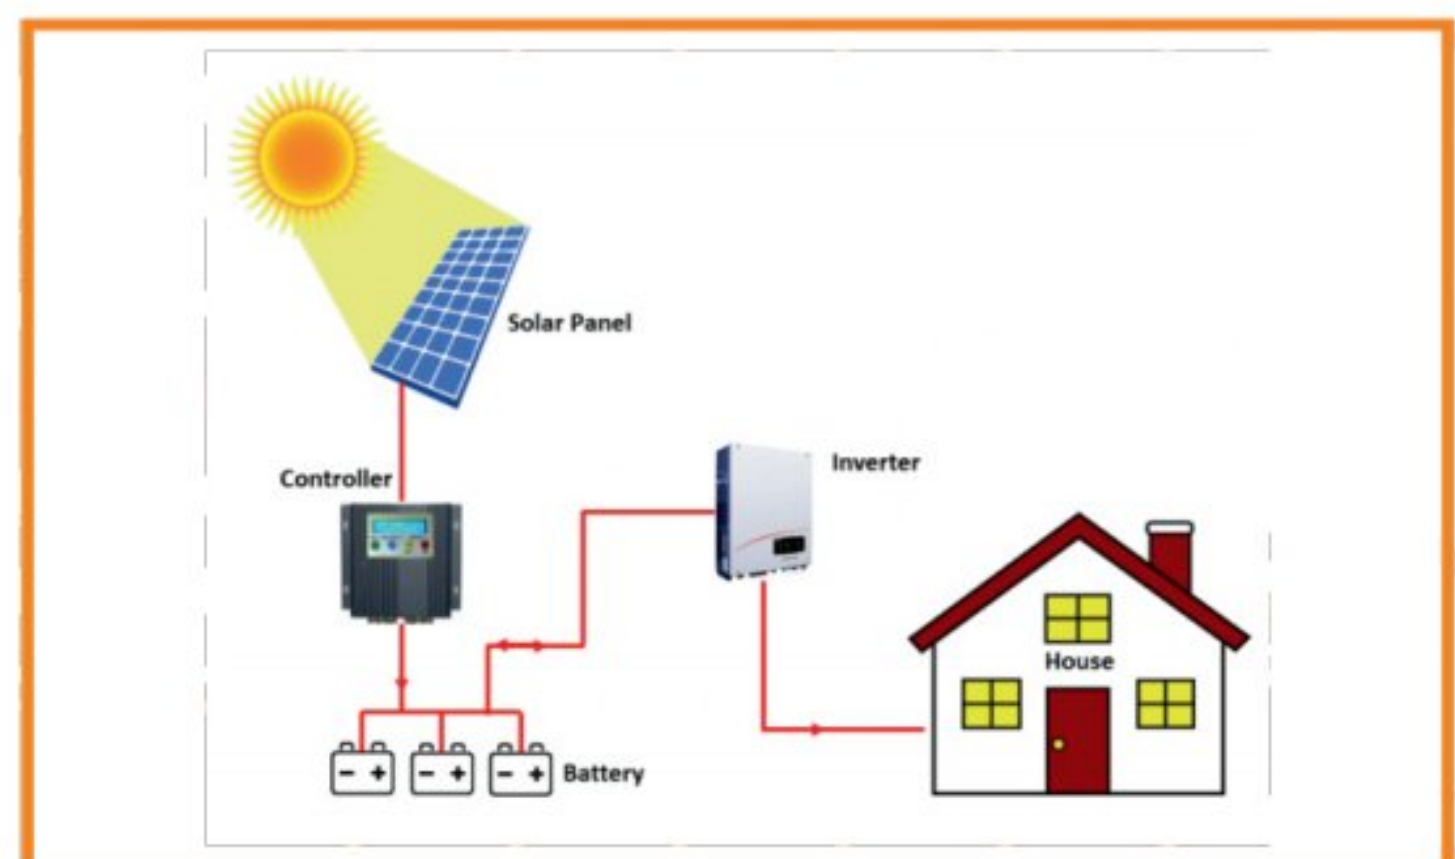 Solar Panel
Controller
Inverter
House
- +
- +
- +
Battery